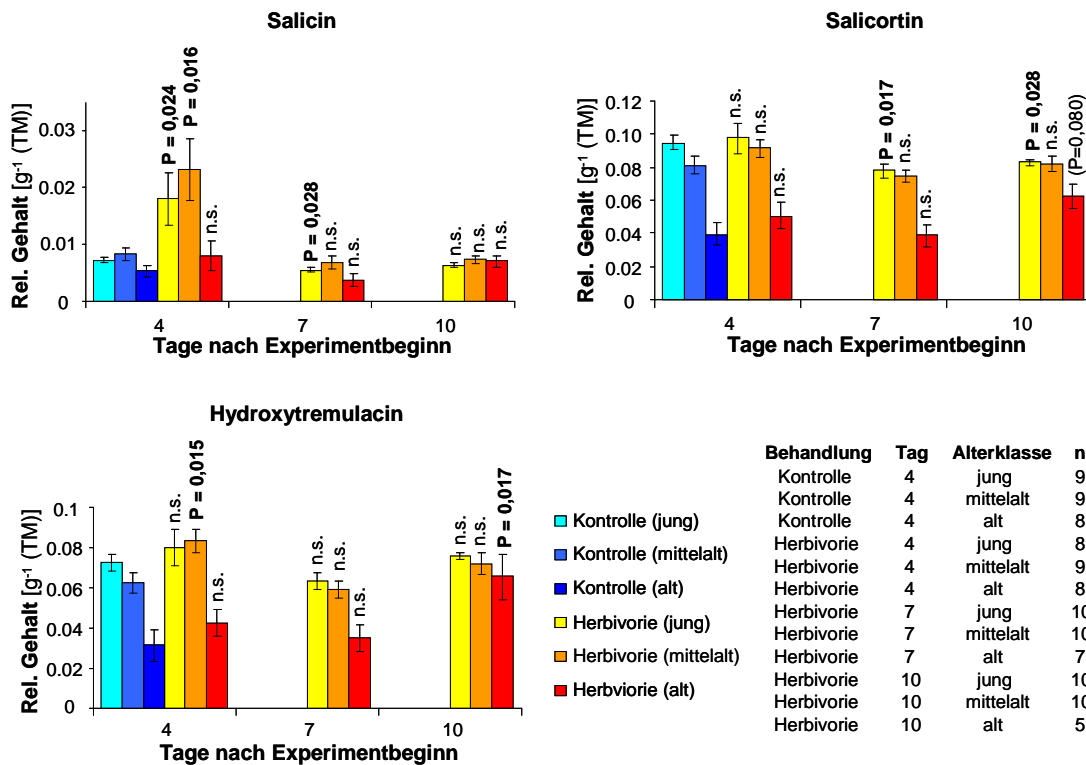 Salicin
Rel. Gehalt [g-1 (TM)]
0.03
0.02
0.01
0
P = 0,024
P = 0,016
n.s.
P = 0,028
n.s.
n.s.
n.s.
n.s.
n.s.
4 7 10
Tage nach Experimentbeginn
Salicortin
Rel. Gehalt [g-1 (TM)]
0.12
0.10
0.08
0.06
0.04
0.02
0
n.s.
n.s.
n.s.
P = 0,017
n.s.
n.s.
P = 0,028
n.s.
(P=0,080)
4 7 10
Tage nach Experimentbeginn
Hydroxytremulacin
Rel. Gehalt [g-1 (TM)]
0.1
0.08
0.06
0.04
0.02
0
n.s.
P = 0,015
n.s.
n.s.
n.s.
n.s.
n.s.
n.s.
P = 0,017
4 7 10
Tage nach Experimentbeginn
Kontrolle (jung)
Kontrolle (mittelalt)
Kontrolle (alt)
Herbivorie (jung)
Herbivorie (mittelalt)
Herbviorie (alt)
Behandlung Tag Alterklasse n
Kontrolle 4 jung 9
Kontrolle 4 mittelalt 9
Kontrolle 4 alt 8
Herbivorie 4 jung 8
Herbivorie 4 mittelalt 9
Herbivorie 4 alt 8
Herbivorie 7 jung 10
Herbivorie 7 mittelalt 10
Herbivorie 7 alt 7
Herbivorie 10 jung 10
Herbivorie 10 mittelalt 10
Herbivorie 10 alt 5